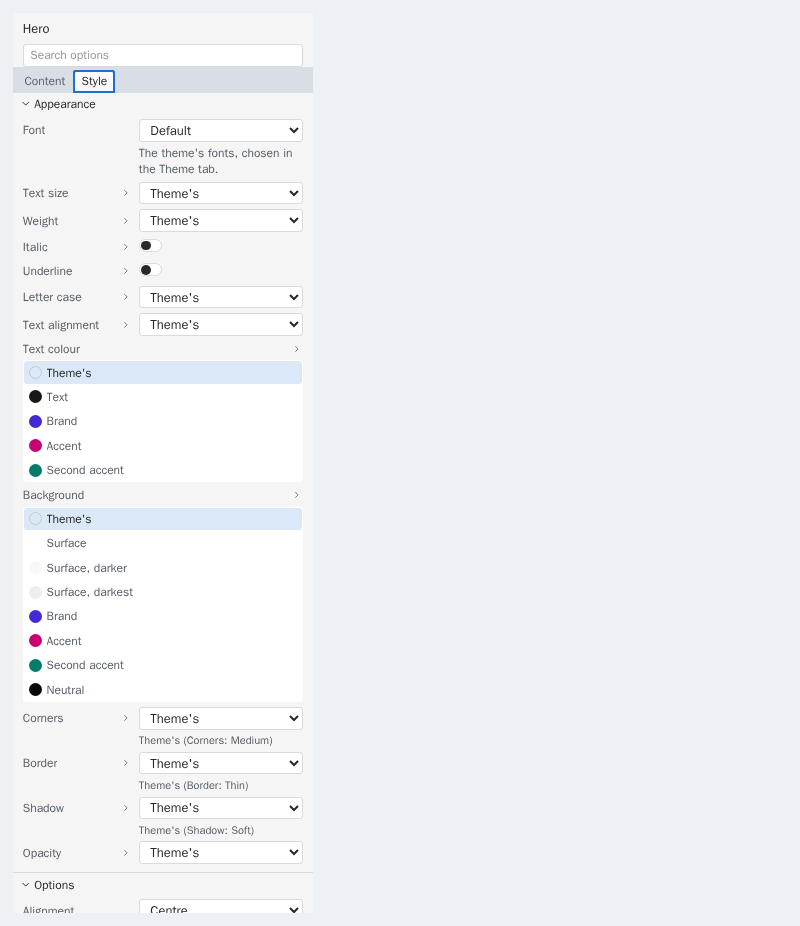 Hero
Search options
Content Style
Appearance
Font Default
The theme's fonts, chosen in
the Theme tab.
Text size Theme's
Weight Theme's
Italic
Underline
Letter case Theme's
Text alignment Theme's
Text colour
Theme's
Text
Brand
Accent
Second accent
Background
Theme's
Surface
Surface, darker
Surface, darkest
Brand
Accent
Second accent
Neutral
Corners Theme's
Theme's (Corners: Medium)
Border Theme's
Theme's (Border: Thin)
Shadow Theme's
Theme's (Shadow: Soft)
Opacity Theme's
Options
Alignment Centre